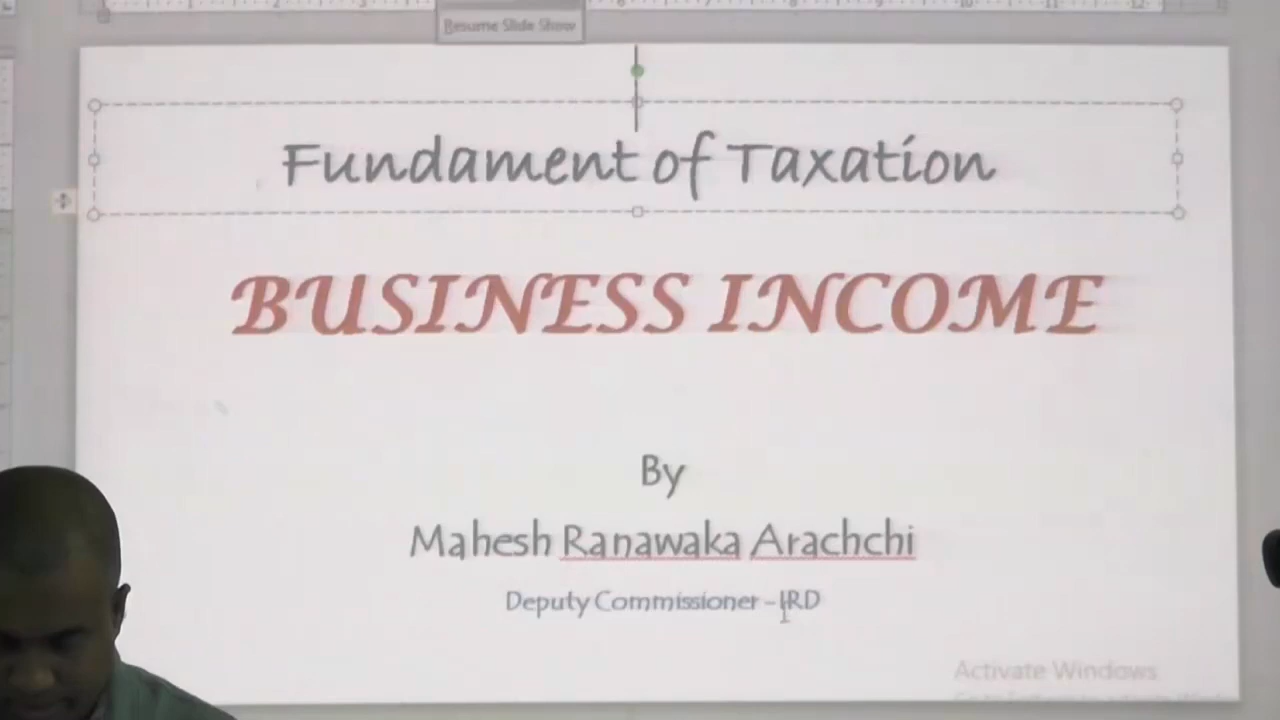 Resume Slide Show
Fundament of Taxation
BUSINESS INCOME
By
Mahesh Ranawaka Arachchi
Deputy Commissioner – IRD
Activate Windows